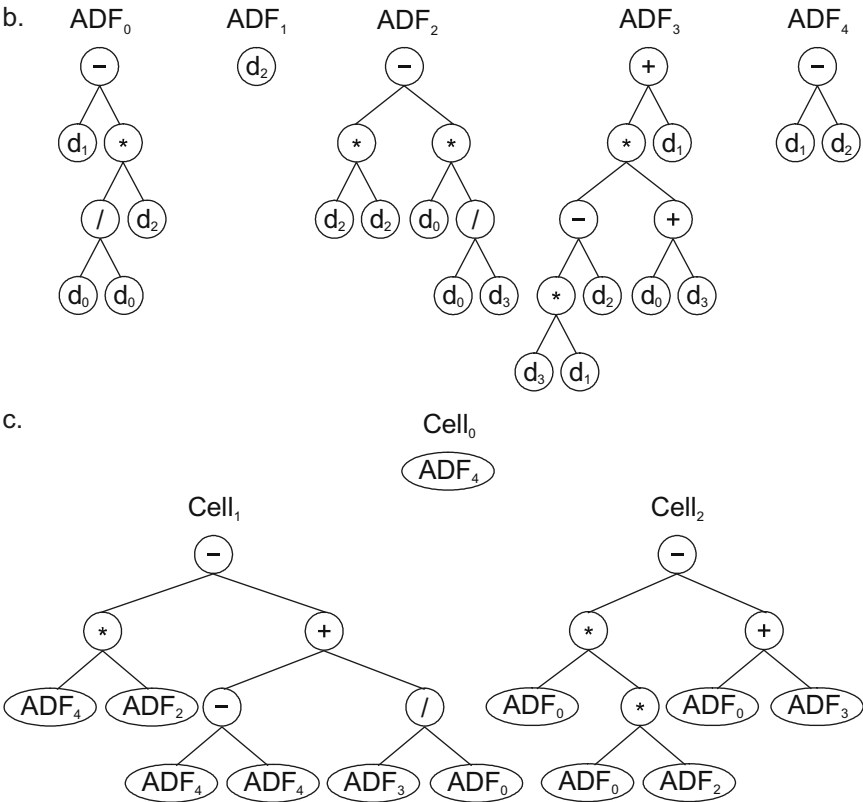 b. ADF₀ ADF₁ ADF₂ ADF₃ ADF₄
− d₂ − + −
d₁ * * * * d₁ d₁ d₂
/ d₂ d₂ d₂ d₀ / − +
d₀ d₀ d₀ d₃ * d₂ d₀ d₃
d₃ d₁
c. Cell₀
ADF₄
Cell₁ Cell₂
− −
* + * +
ADF₄ ADF₂ − / ADF₀ * ADF₀ ADF₃
ADF₄ ADF₄ ADF₃ ADF₀ ADF₀ ADF₂